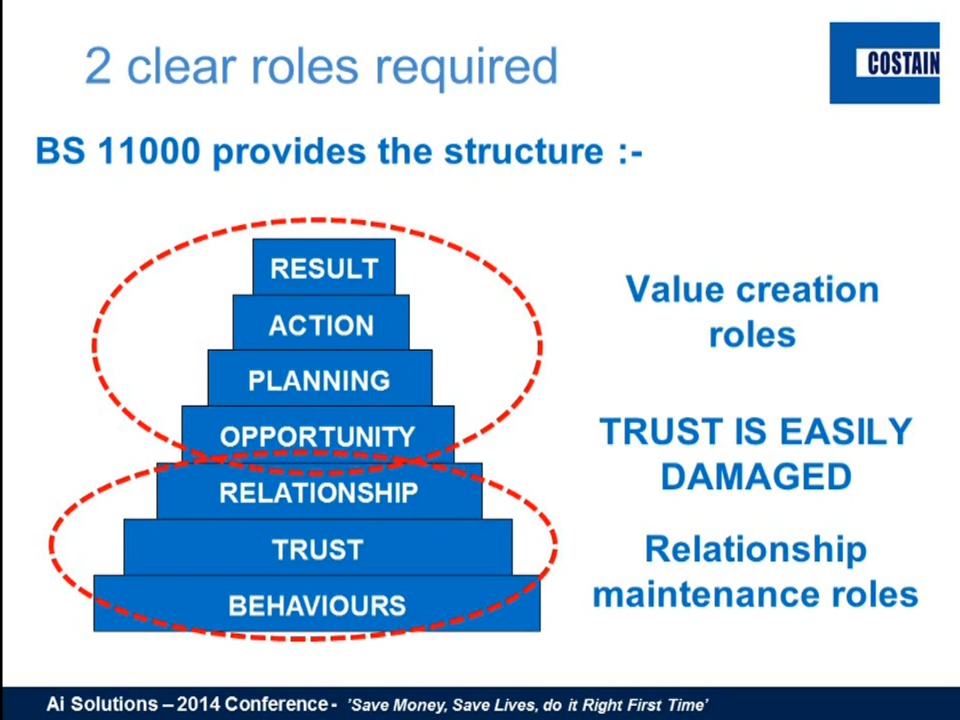 2 clear roles required
COSTAIN
BS 11000 provides the structure :-
RESULT
ACTION
PLANNING
OPPORTUNITY
RELATIONSHIP
TRUST
BEHAVIOURS
Value creation
roles
TRUST IS EASILY
DAMAGED
Relationship
maintenance roles
Ai Solutions – 2014 Conference - 'Save Money, Save Lives, do it Right First Time'